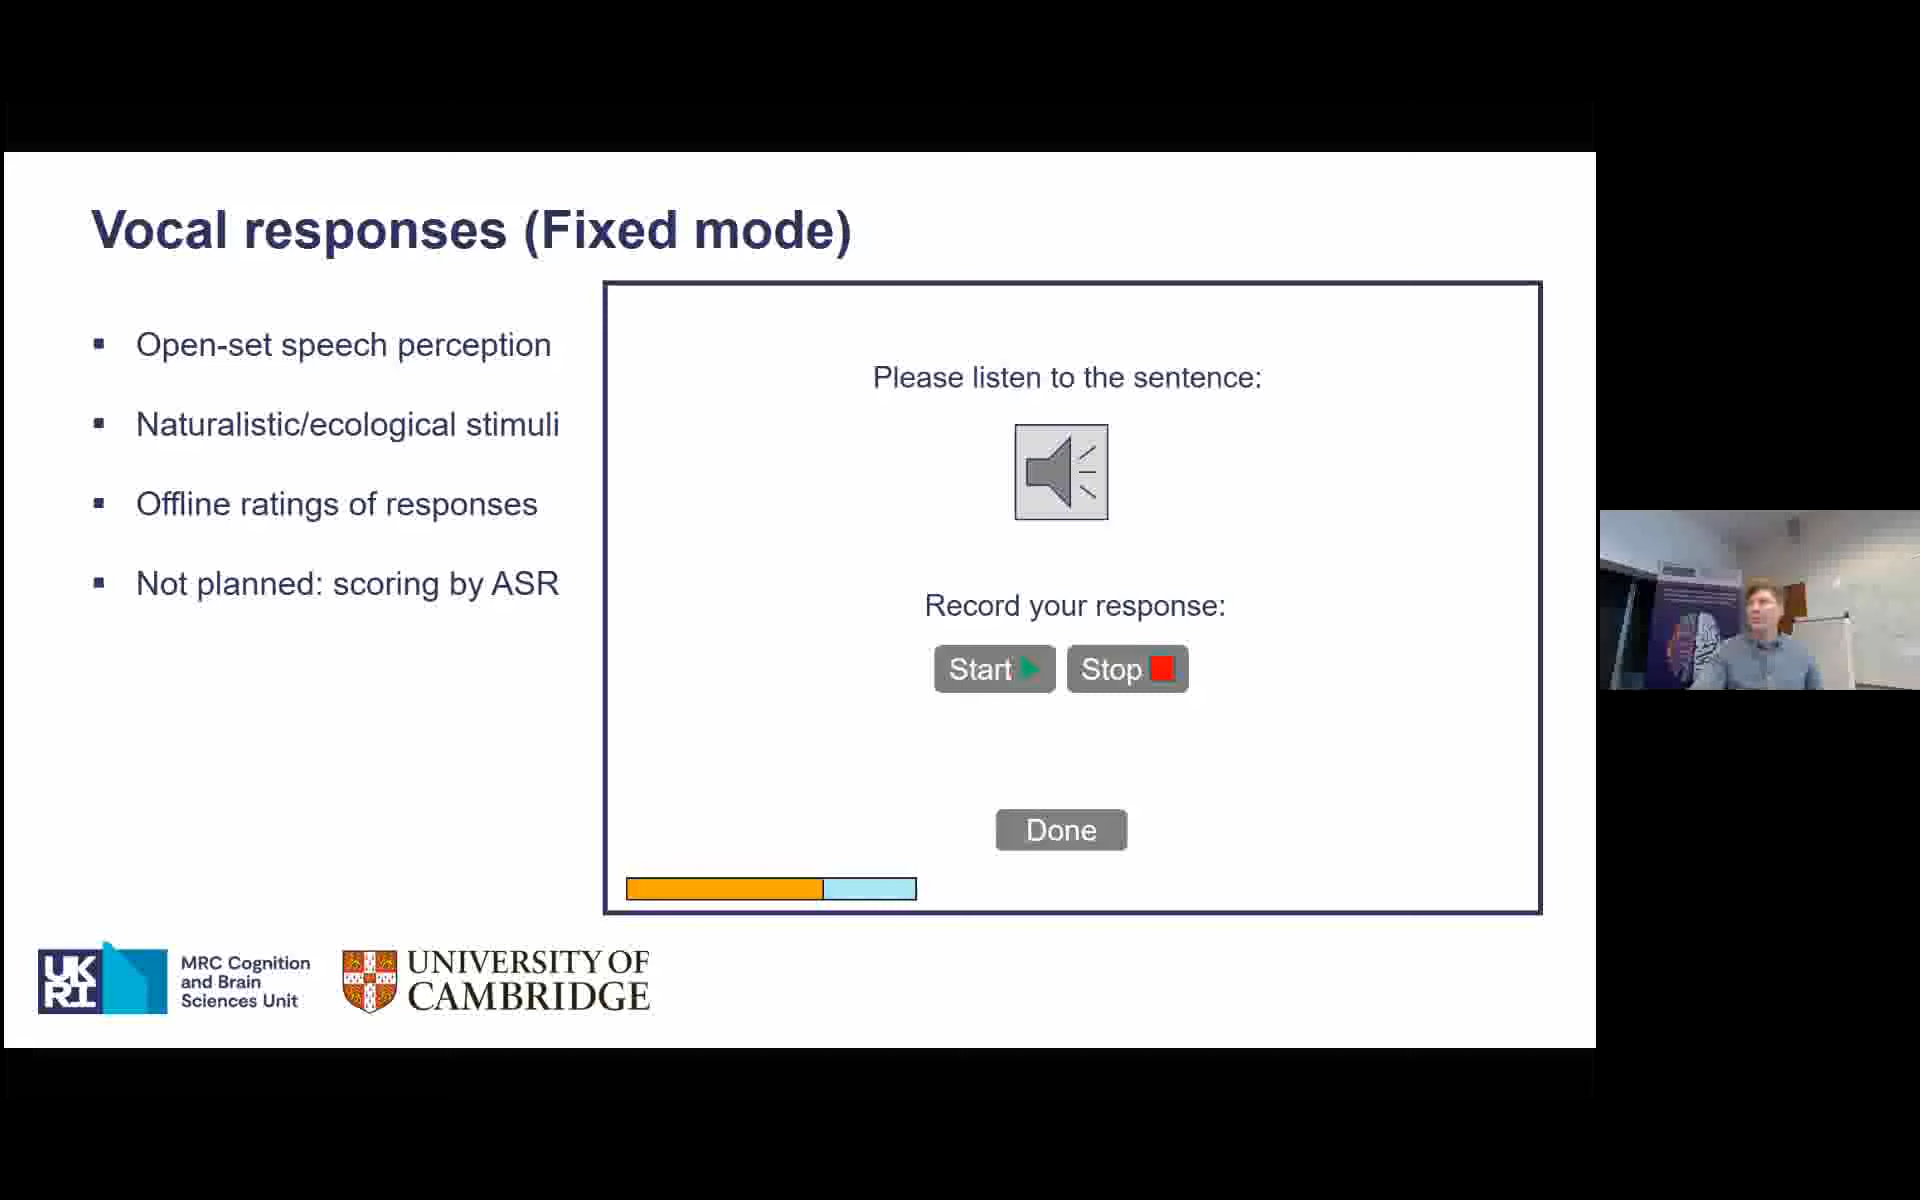 Vocal responses (Fixed mode)
Open-set speech perception
Naturalistic/ecological stimuli
Offline ratings of responses
Not planned: scoring by ASR
Please listen to the sentence:
Record your response:
Start
Stop
Done
UK
RI
MRC Cognition
and Brain
Sciences Unit
UNIVERSITY OF
CAMBRIDGE